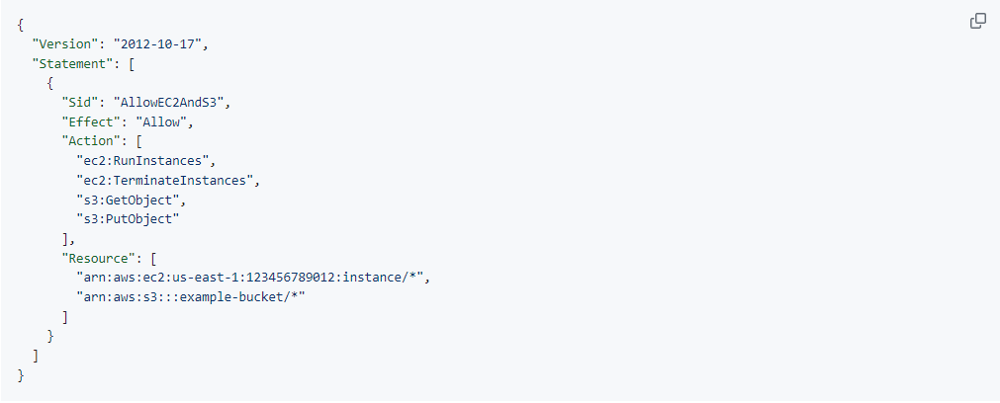 {
  "Version": "2012-10-17",
  "Statement": [
    {
      "Sid": "AllowEC2AndS3",
      "Effect": "Allow",
      "Action": [
        "ec2:RunInstances",
        "ec2:TerminateInstances",
        "s3:GetObject",
        "s3:PutObject"
      ],
      "Resource": [
        "arn:aws:ec2:us-east-1:123456789012:instance/*",
        "arn:aws:s3:::example-bucket/*"
      ]
    }
  ]
}